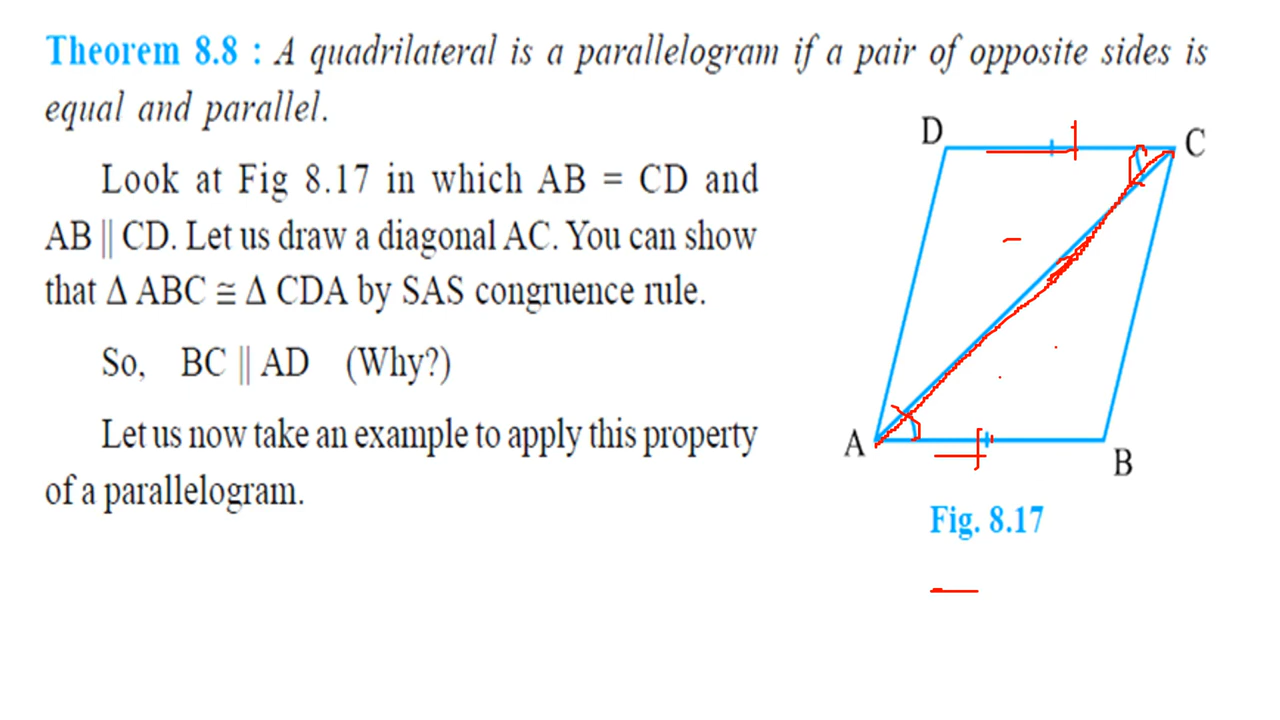 Theorem 8.8 : A quadrilateral is a parallelogram if a pair of opposite sides is
equal and parallel.
Look at Fig 8.17 in which AB = CD and
AB || CD. Let us draw a diagonal AC. You can show
that Δ ABC ≅ Δ CDA by SAS congruence rule.
So, BC || AD (Why?)
Let us now take an example to apply this property
of a parallelogram.
D
C
A
B
Fig. 8.17